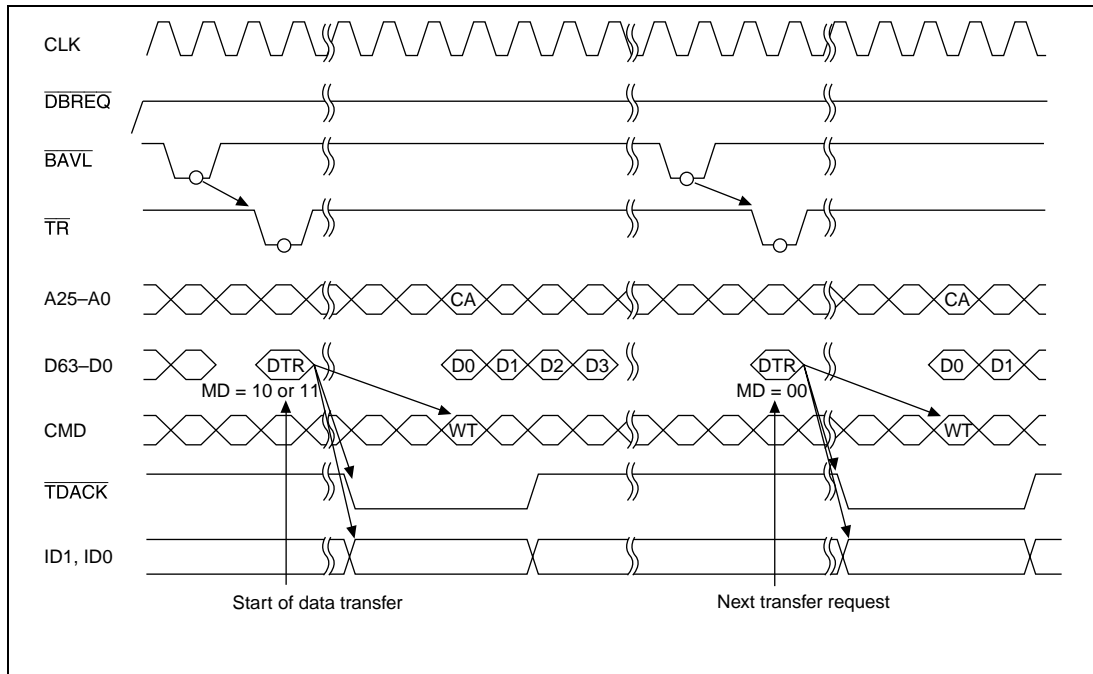 CLK
DBREQ
BAVL
TR
A25–A0 CA CA
D63–D0 DTR D0 D1 D2 D3 DTR D0 D1
MD = 10 or 11 MD = 00
CMD WT WT
TDACK
ID1, ID0
Start of data transfer Next transfer request